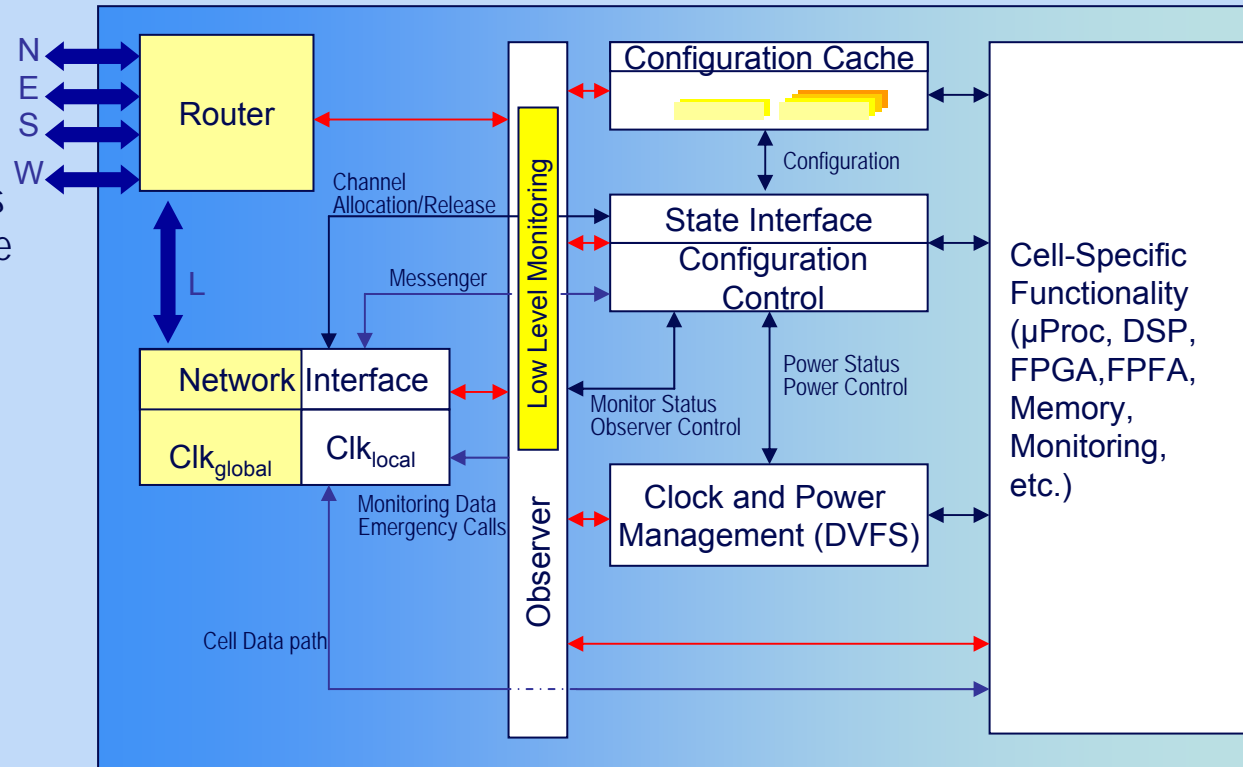 N
E
S
W
s
e
Router
L
Channel
Allocation/Release
Messenger
Network Interface
Clkglobal
Clklocal
Monitoring Data
Emergency Calls
Cell Data path
Low Level Monitoring
Observer
Configuration Cache
Configuration
State Interface
Configuration
Control
Monitor Status
Observer Control
Power Status
Power Control
Clock and Power
Management (DVFS)
Cell-Specific
Functionality
(µProc, DSP,
FPGA,FPFA,
Memory,
Monitoring,
etc.)